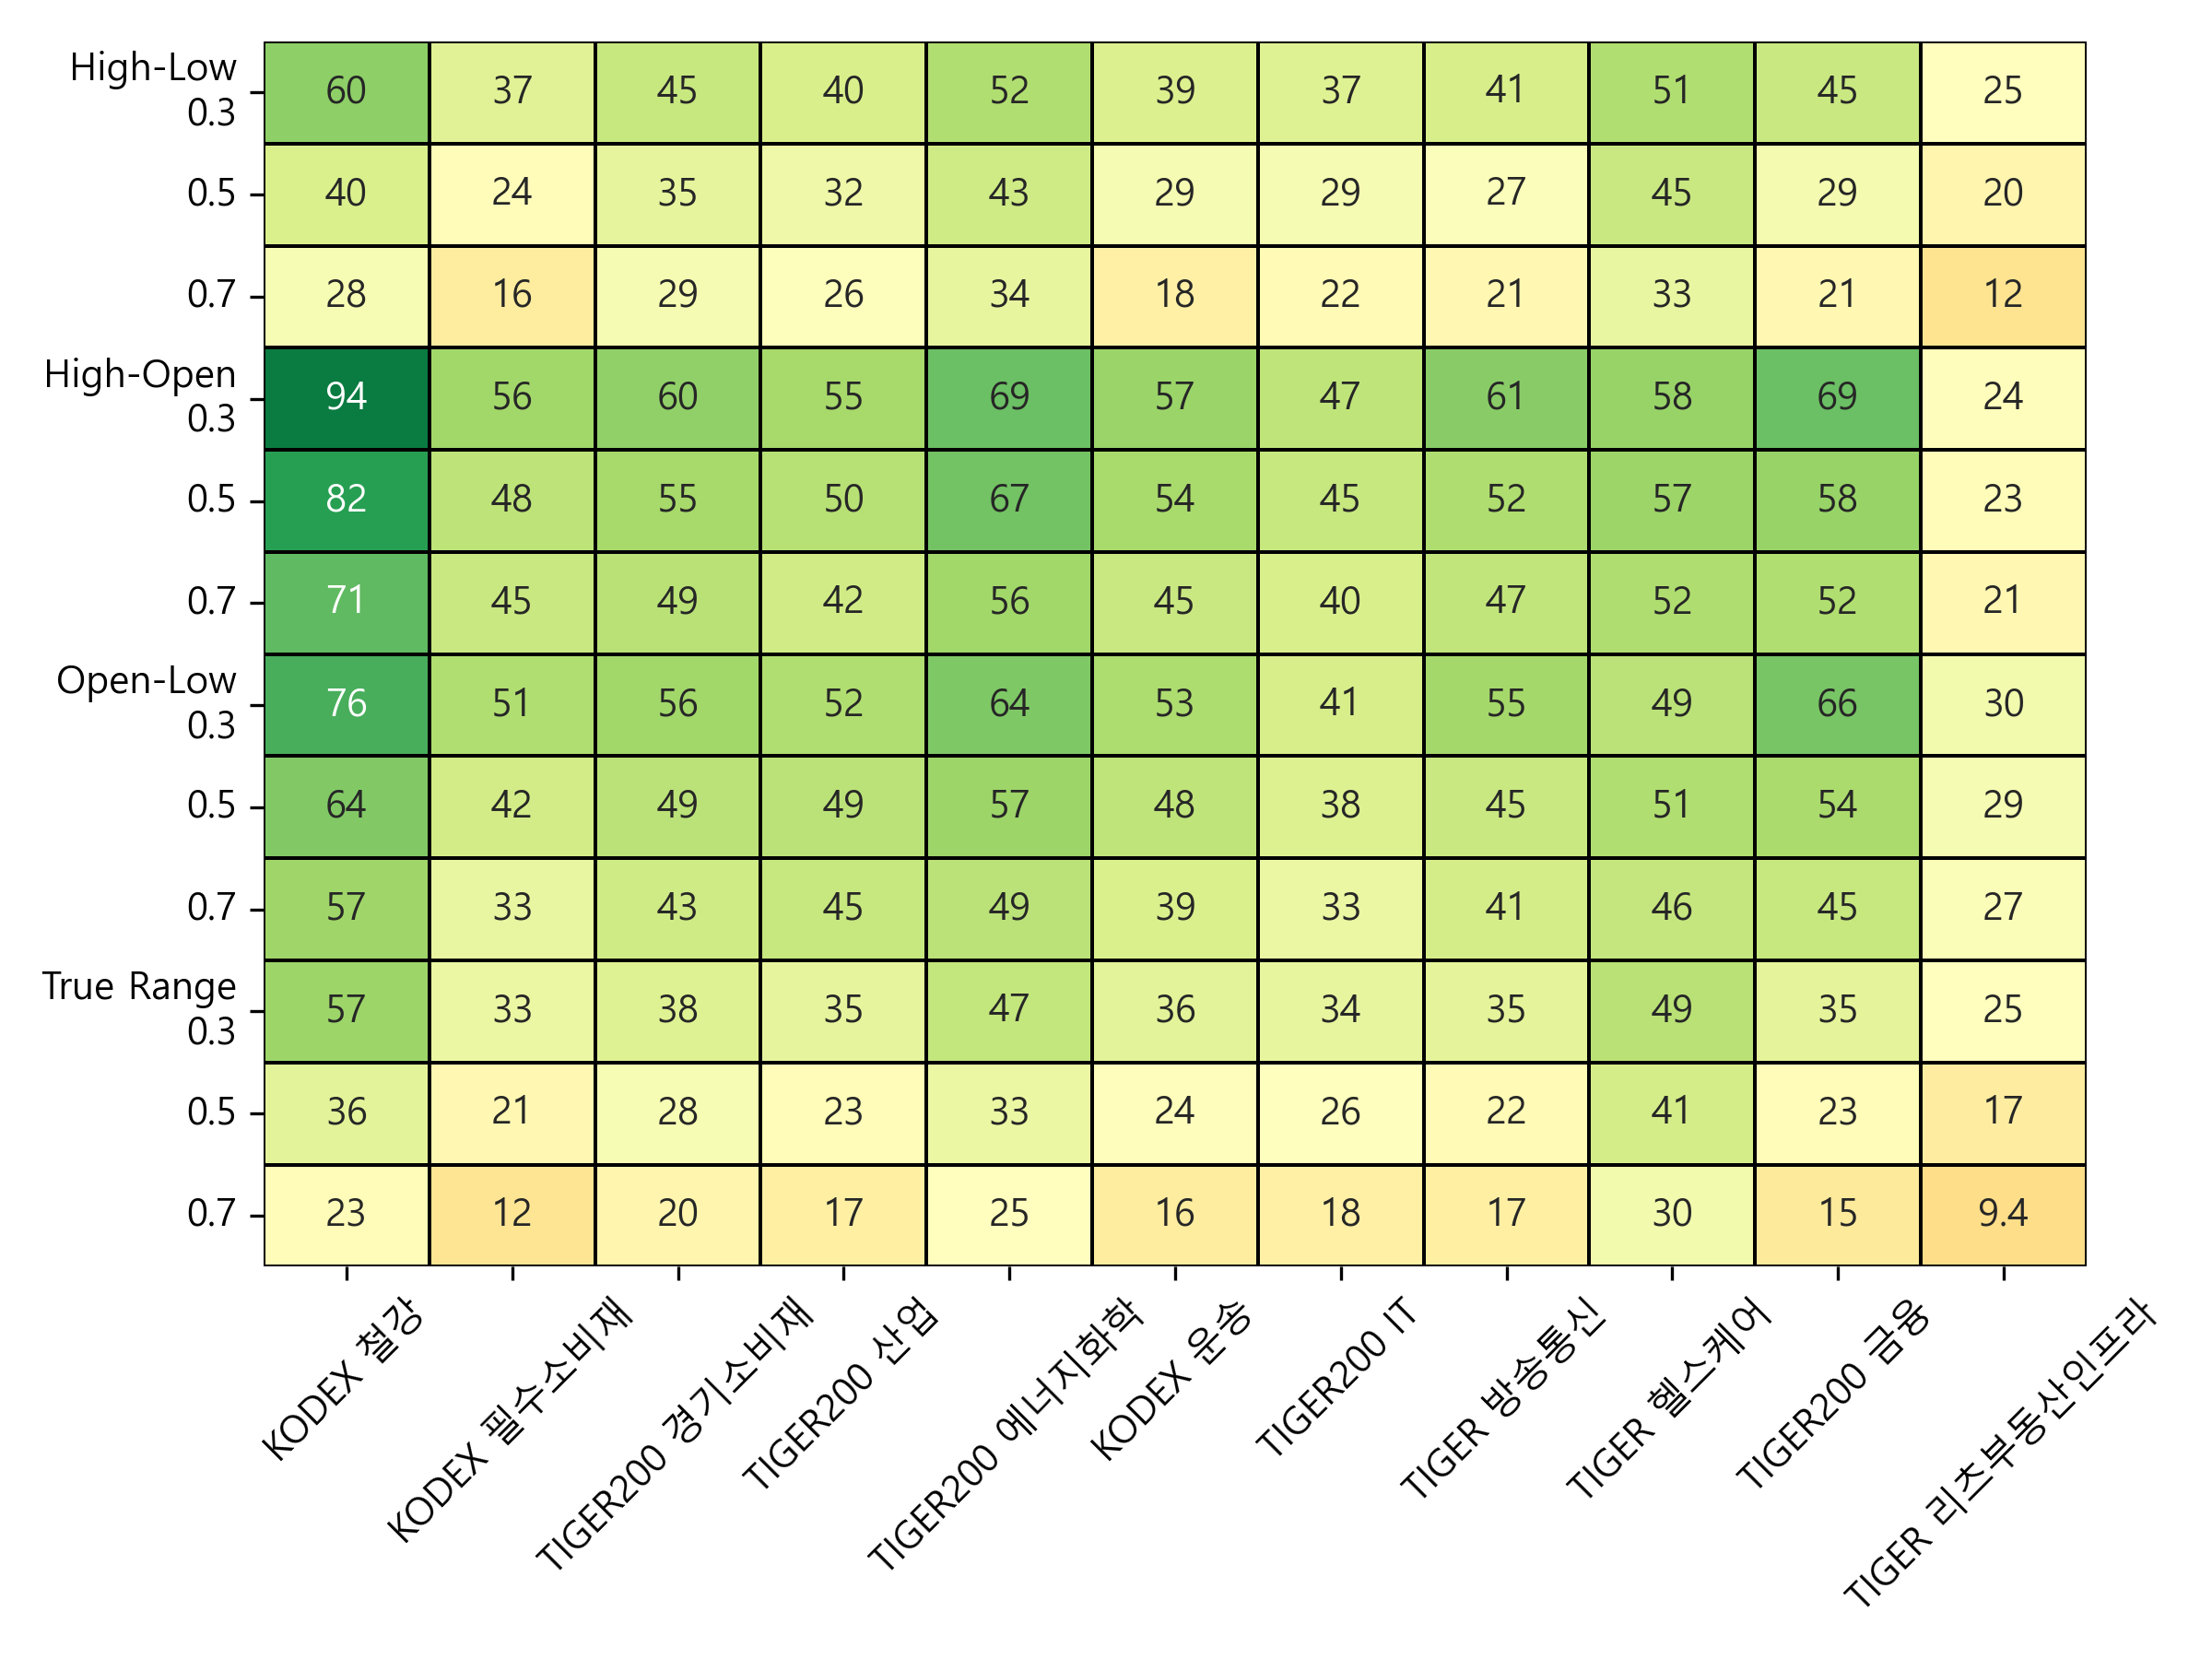 High-Low
0.3 60 37 45 40 52 39 37 41 51 45 25
0.5 40 24 35 32 43 29 29 27 45 29 20
0.7 28 16 29 26 34 18 22 21 33 21 12
High-Open
0.3 94 56 60 55 69 57 47 61 58 69 24
0.5 82 48 55 50 67 54 45 52 57 58 23
0.7 71 45 49 42 56 45 40 47 52 52 21
Open-Low
0.3 76 51 56 52 64 53 41 55 49 66 30
0.5 64 42 49 49 57 48 38 45 51 54 29
0.7 57 33 43 45 49 39 33 41 46 45 27
True Range
0.3 57 33 38 35 47 36 34 35 49 35 25
0.5 36 21 28 23 33 24 26 22 41 23 17
0.7 23 12 20 17 25 16 18 17 30 15 9.4
KODEX 철강
KODEX 필수소비재
TIGER200 경기소비재
TIGER200 산업
TIGER200 에너지화학
KODEX 운송
TIGER200 IT
TIGER 방송통신
TIGER 헬스케어
TIGER200 금융
TIGER 리츠부동산인프라